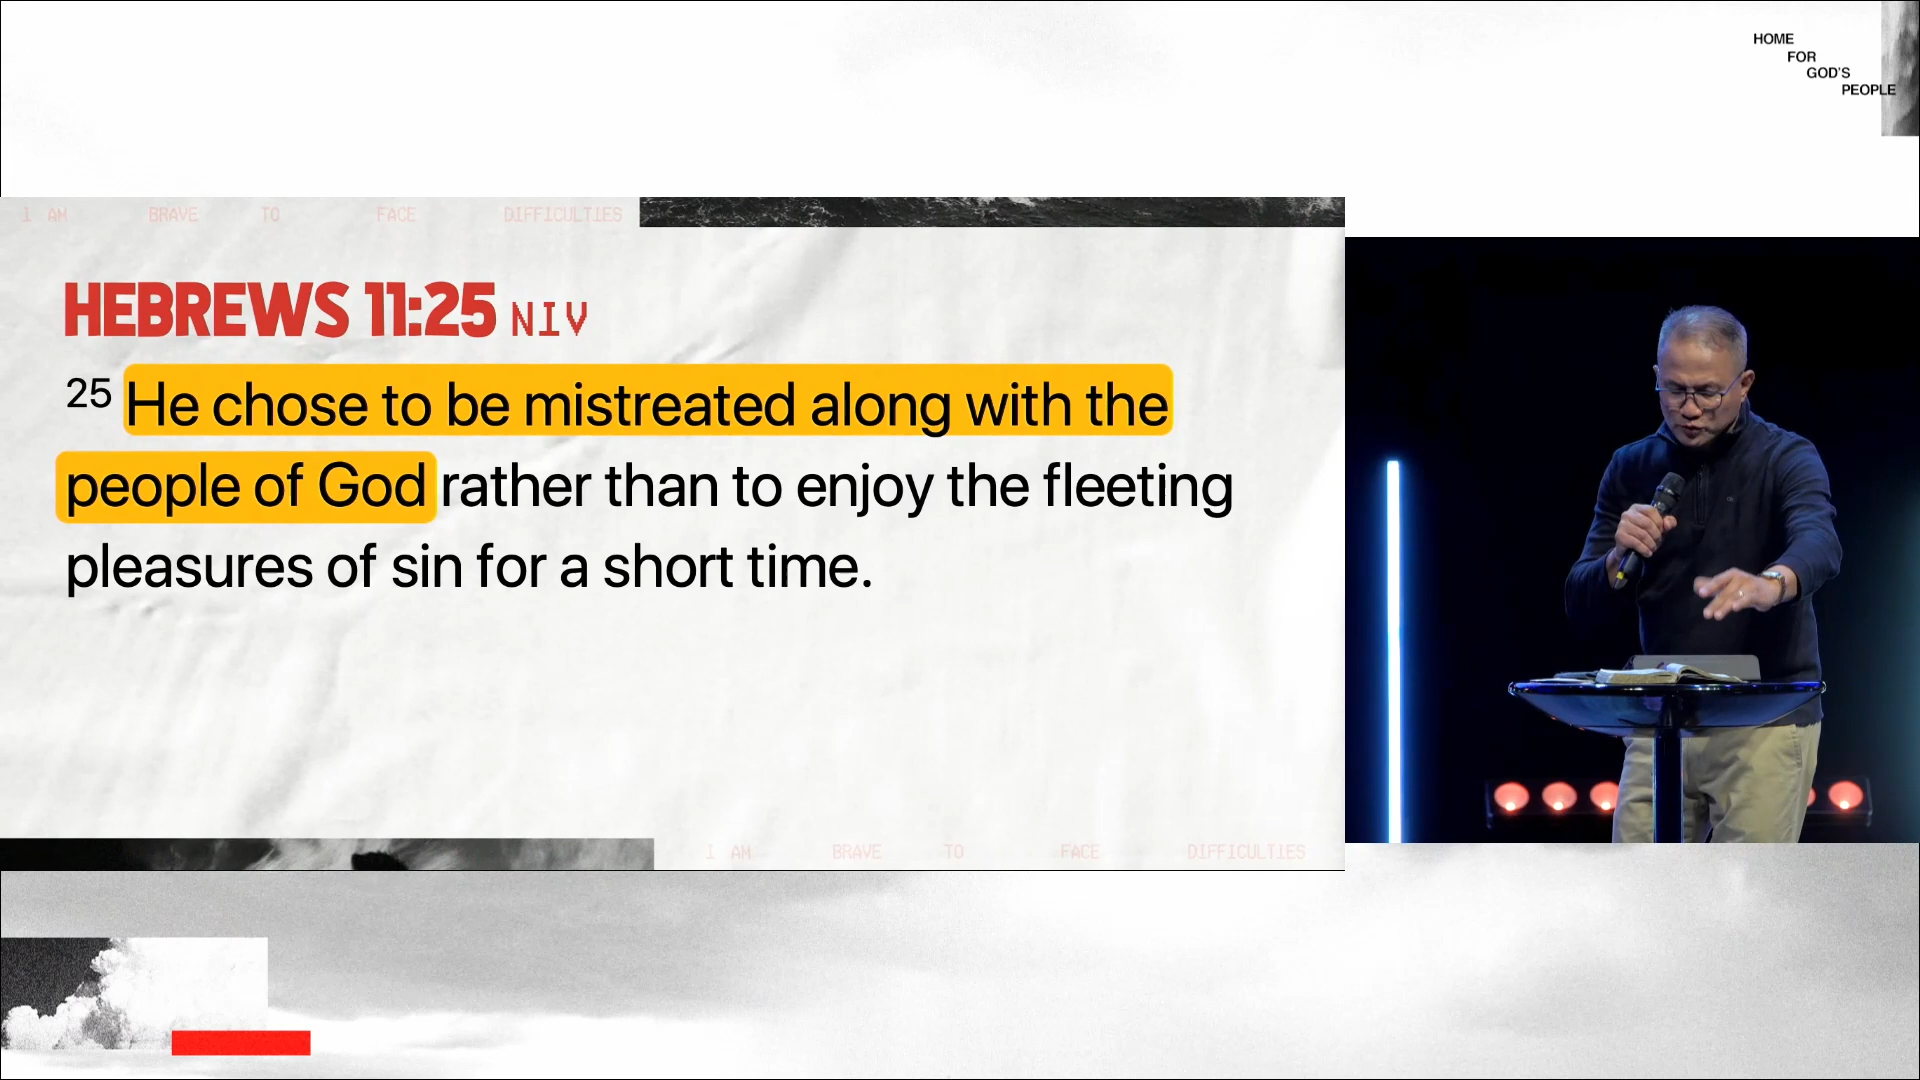 HOME
FOR
GOD'S
PEOPLE
I AM BRAVE TO FACE DIFFICULTIES
HEBREWS 11:25 NIV
25 He chose to be mistreated along with the
people of God rather than to enjoy the fleeting
pleasures of sin for a short time.
I AM BRAVE TO FACE DIFFICULTIES